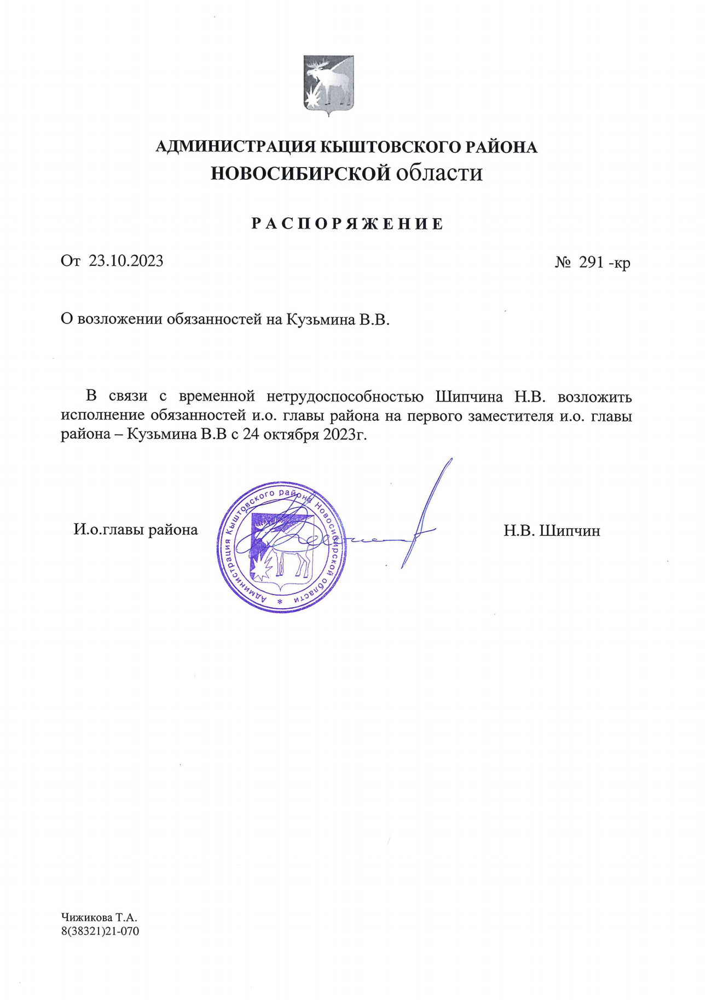 АДМИНИСТРАЦИЯ КЫШТОВСКОГО РАЙОНА
НОВОСИБИРСКОЙ области
Р А С П О Р Я Ж Е Н И Е
От 23.10.2023 № 291 -кр
О возложении обязанностей на Кузьмина В.В.
В связи с временной нетрудоспособностью Шипчина Н.В. возложить
исполнение обязанностей и.о. главы района на первого заместителя и.о. главы
района – Кузьмина В.В с 24 октября 2023г.
И.о.главы района Н.В. Шипчин
Администрация Кыштовского района Новосибирской области *
Чижикова Т.А.
8(38321)21-070